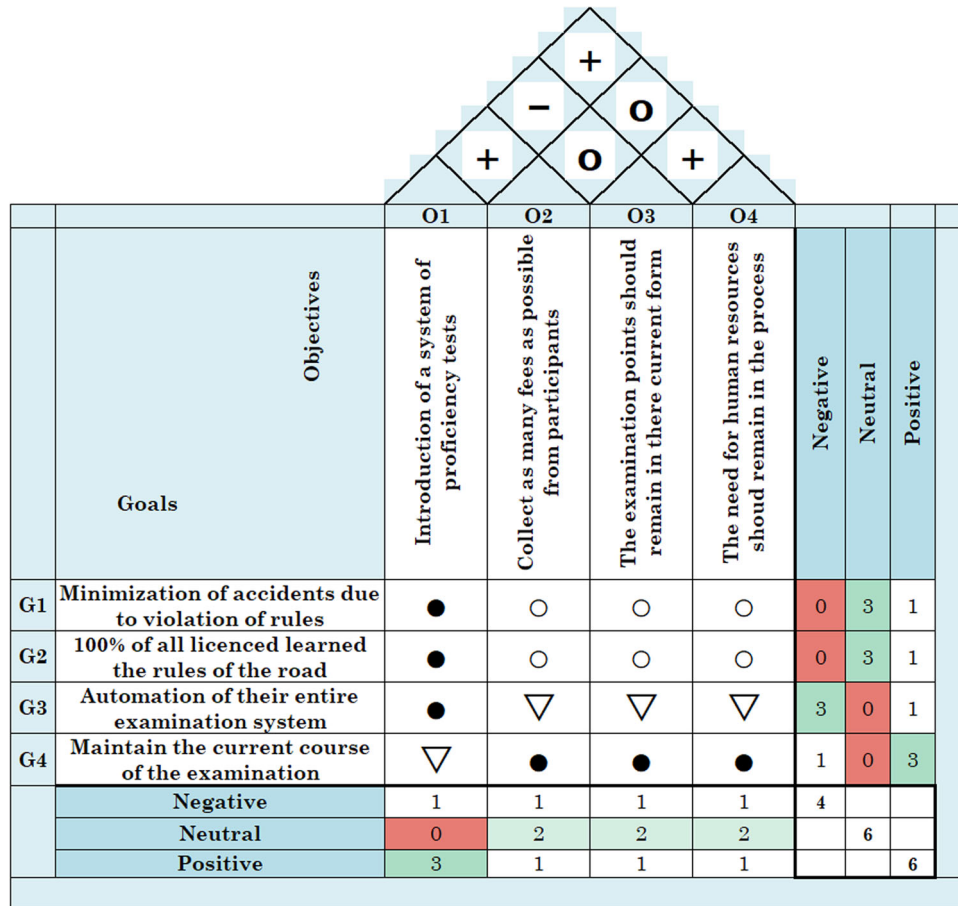 +
− o
+ o +
O1 O2 O3 O4
Objectives
Goals
Introduction of a system of
proficiency tests
Collect as many fees as possible
from participants
The examination points should
remain in there current form
The need for human resources
shoud remain in the process
Negative
Neutral
Positive
G1 Minimization of accidents due
to violation of rules
● ○ ○ ○ 0 3 1
G2 100% of all licenced learned
the rules of the road
● ○ ○ ○ 0 3 1
G3 Automation of their entire
examination system
● ▽ ▽ ▽ 3 0 1
G4 Maintain the current course
of the examination
▽ ● ● ● 1 0 3
Negative 1 1 1 1 4
Neutral 0 2 2 2 6
Positive 3 1 1 1 6